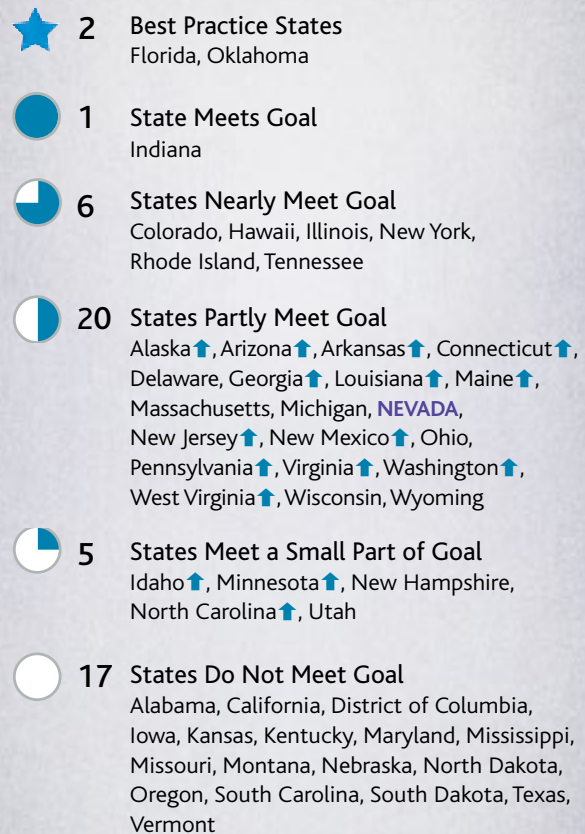 2 Best Practice States
Florida, Oklahoma
1 State Meets Goal
Indiana
6 States Nearly Meet Goal
Colorado, Hawaii, Illinois, New York,
Rhode Island, Tennessee
20 States Partly Meet Goal
Alaska⬆, Arizona⬆, Arkansas⬆, Connecticut⬆,
Delaware, Georgia⬆, Louisiana⬆, Maine⬆,
Massachusetts, Michigan, NEVADA,
New Jersey⬆, New Mexico⬆, Ohio,
Pennsylvania⬆, Virginia⬆, Washington⬆,
West Virginia⬆, Wisconsin, Wyoming
5 States Meet a Small Part of Goal
Idaho⬆, Minnesota⬆, New Hampshire,
North Carolina⬆, Utah
17 States Do Not Meet Goal
Alabama, California, District of Columbia,
Iowa, Kansas, Kentucky, Maryland, Mississippi,
Missouri, Montana, Nebraska, North Dakota,
Oregon, South Carolina, South Dakota, Texas,
Vermont